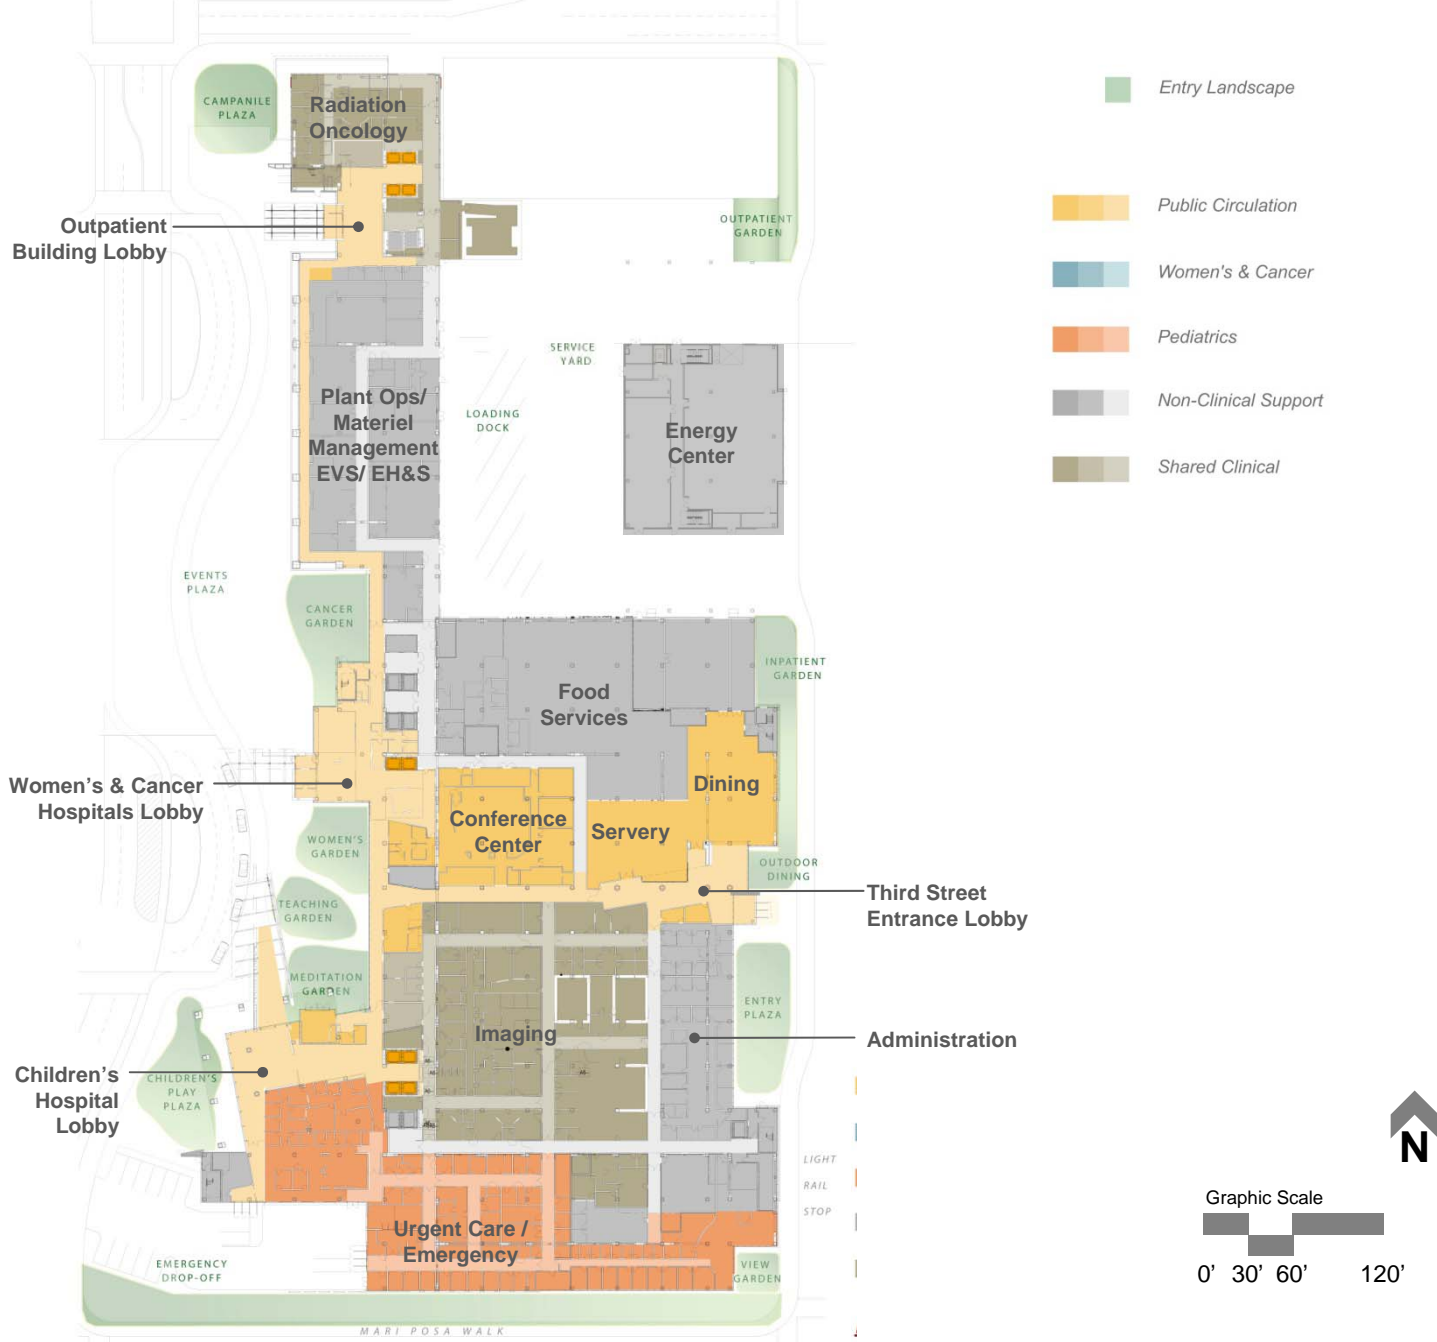 CAMPANILE
PLAZA
Radiation
Oncology
Outpatient
Building Lobby
OUTPATIENT
GARDEN
SERVICE
YARD
LOADING
DOCK
Plant Ops/
Materiel
Management
EVS/ EH&S
Energy
Center
EVENTS
PLAZA
CANCER
GARDEN
INPATIENT
GARDEN
Food
Services
Women's & Cancer
Hospitals Lobby
Dining
Conference
Center
Servery
WOMEN'S
GARDEN
OUTDOOR
DINING
Third Street
Entrance Lobby
TEACHING
GARDEN
MEDITATION
GARDEN
ENTRY
PLAZA
Imaging
Administration
Children's
Hospital
Lobby
CHILDREN'S
PLAY
PLAZA
LIGHT
RAIL
STOP
Urgent Care /
Emergency
EMERGENCY
DROP-OFF
VIEW
GARDEN
MARI POSA WALK
Entry Landscape
Public Circulation
Women's & Cancer
Pediatrics
Non-Clinical Support
Shared Clinical
N
Graphic Scale
0' 30' 60' 120'